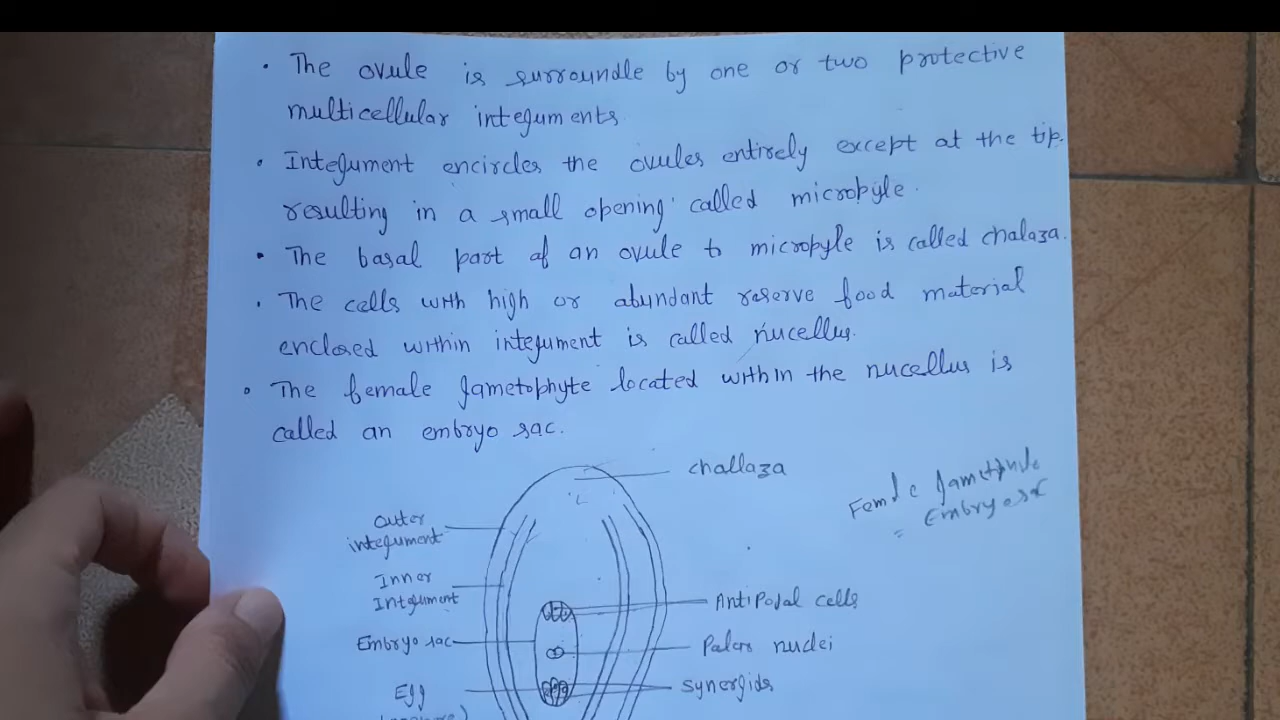 • The ovule is surroundle by one or two protective
multicellular integuments.
• Integument encircles the ovules entirely except at the tip.
resulting in a small opening called micropyle.
• The basal part of an ovule to micropyle is called chalaza.
• The cells with high or abundant reserve food material
enclosed within integument is called nucellus.
• The female gametophyte located within the nucellus is
called an embryo sac.
challaza
Female gametophyte
= Embryo sac
outer
integument
Inner
Integument
Antipodal cells
Embryo sac
Polar nuclei
Synergids
Egg